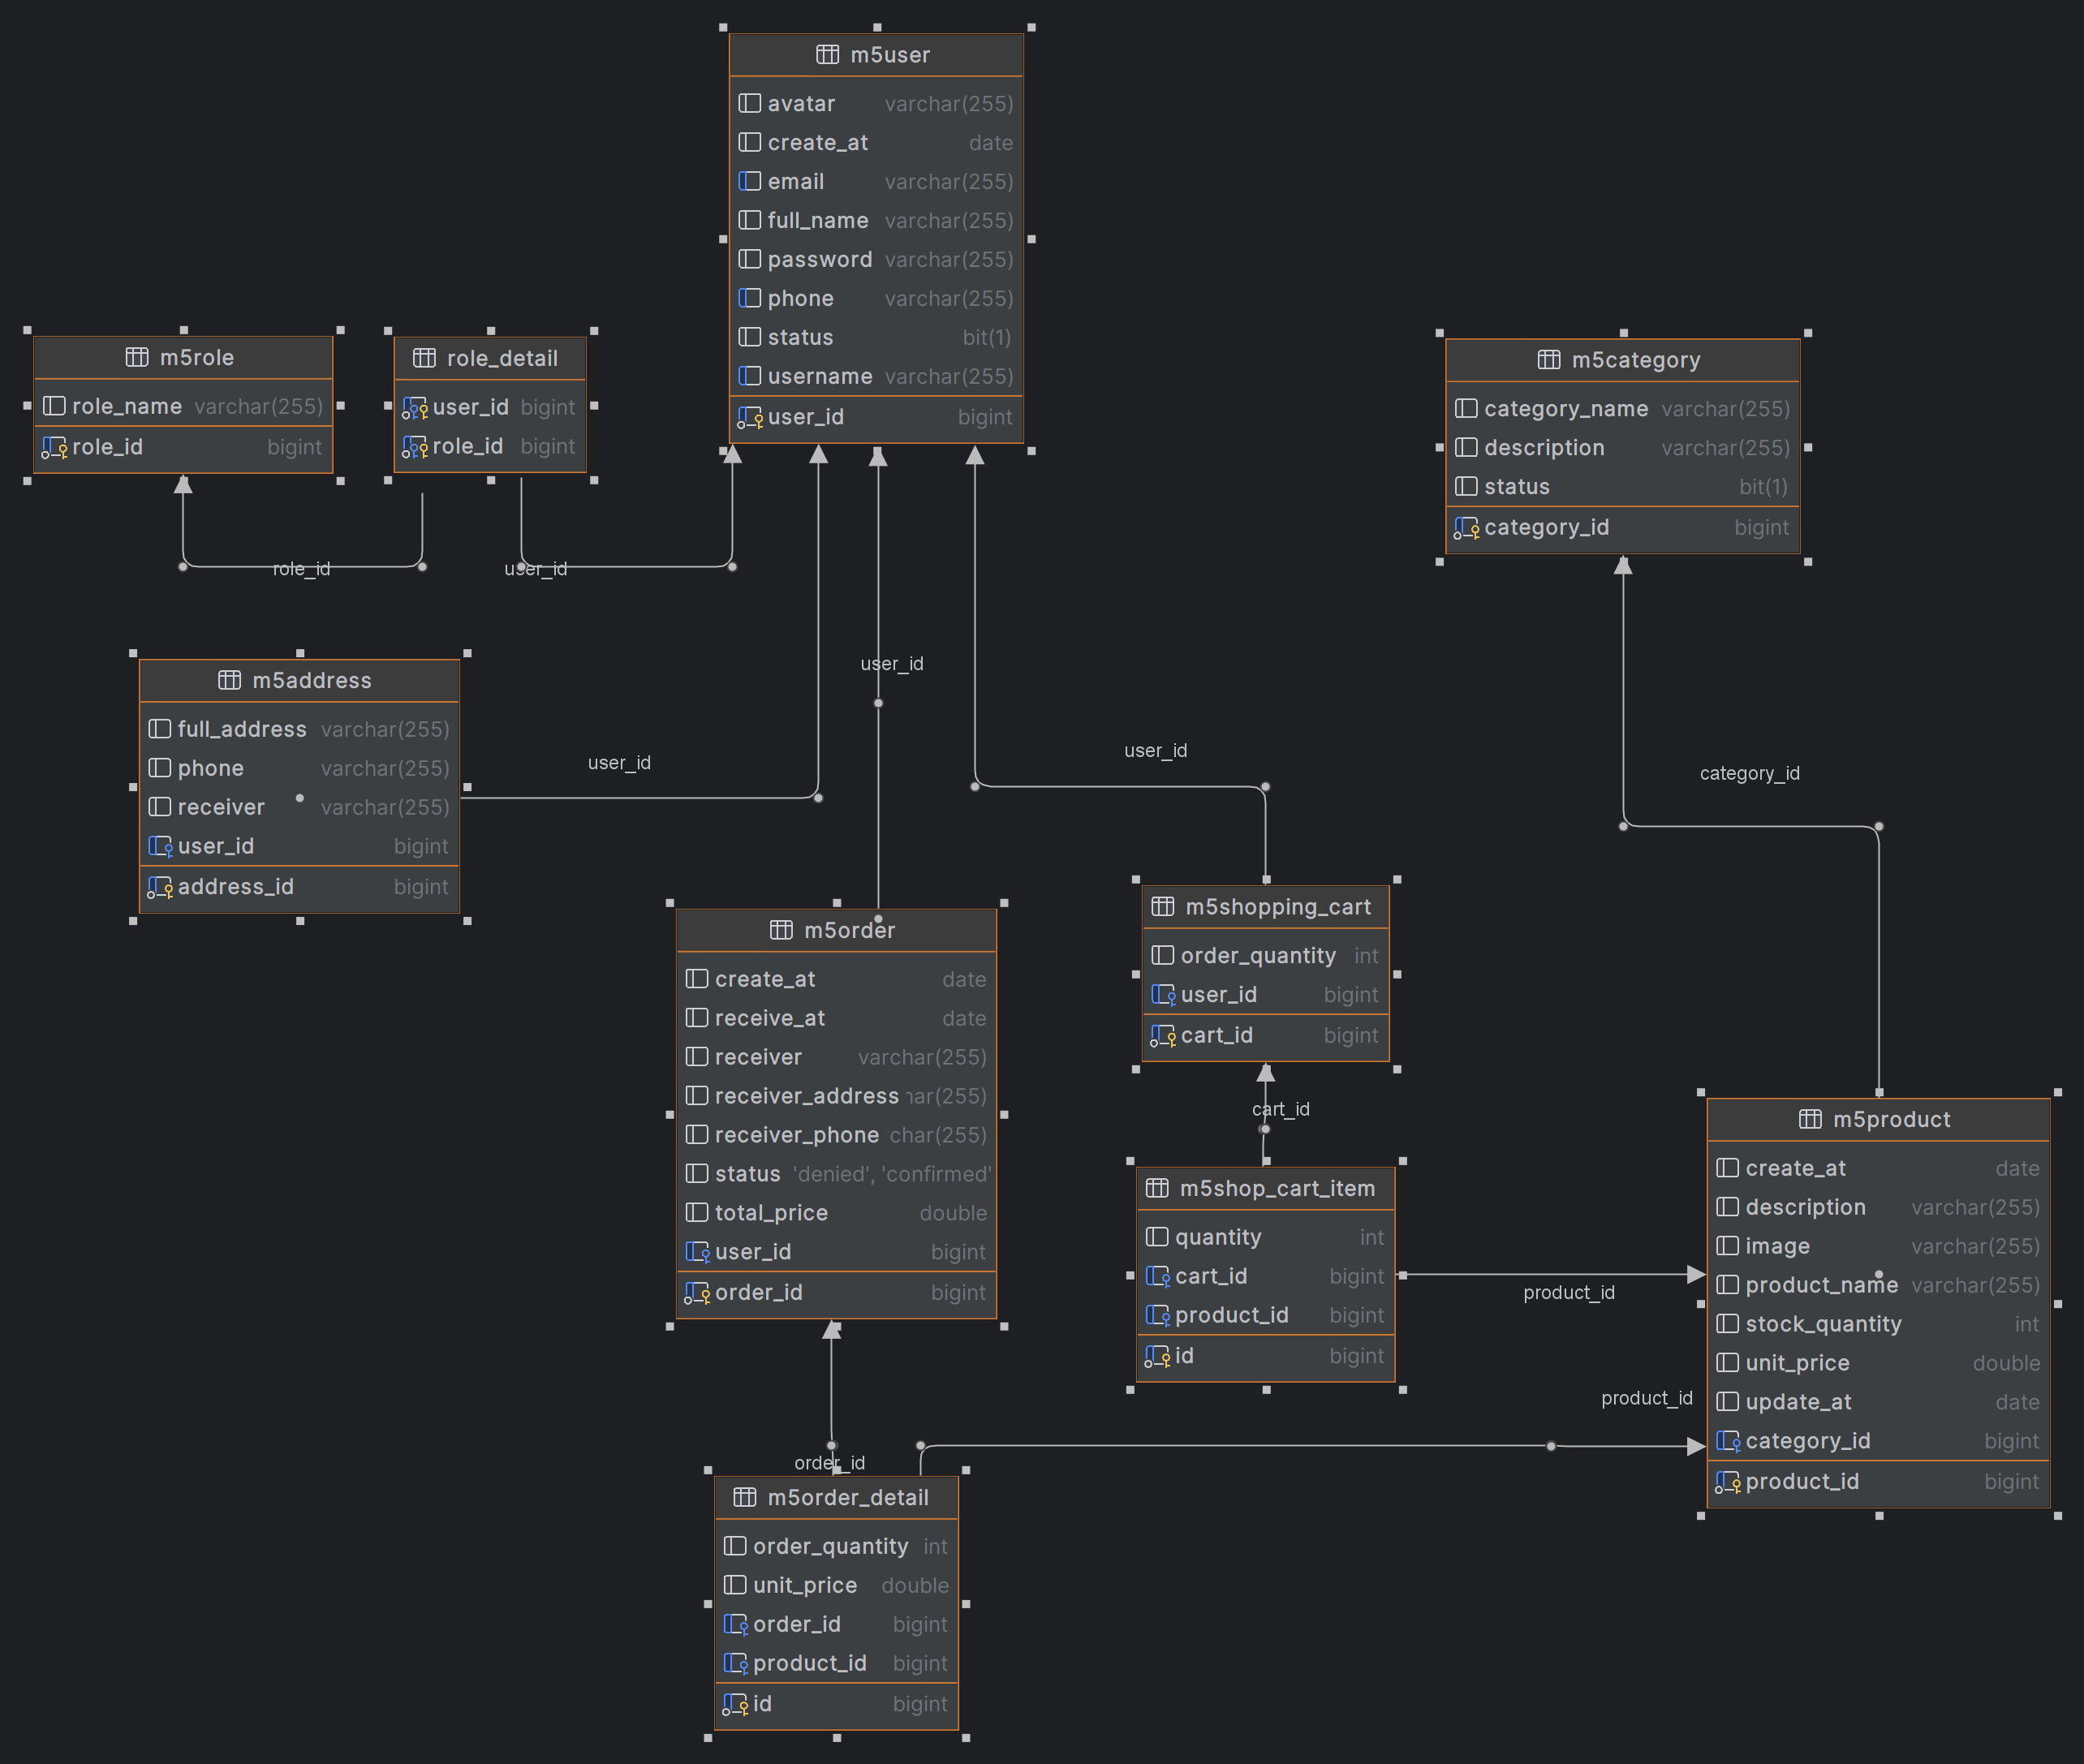 m5user
avatar varchar(255)
create_at date
email varchar(255)
full_name varchar(255)
password varchar(255)
phone varchar(255)
status bit(1)
username varchar(255)
user_id bigint
m5role
role_name varchar(255)
role_id bigint
role_detail
user_id bigint
role_id bigint
m5category
category_name varchar(255)
description varchar(255)
status bit(1)
category_id bigint
role_id
user_id
user_id
user_id
user_id
category_id
m5address
full_address varchar(255)
phone varchar(255)
receiver varchar(255)
user_id bigint
address_id bigint
m5order
create_at date
receive_at date
receiver varchar(255)
receiver_address har(255)
receiver_phone char(255)
status 'denied', 'confirmed'
total_price double
user_id bigint
order_id bigint
m5shopping_cart
order_quantity int
user_id bigint
cart_id bigint
cart_id
m5shop_cart_item
quantity int
cart_id bigint
product_id bigint
id bigint
product_id
product_id
m5product
create_at date
description varchar(255)
image varchar(255)
product_name varchar(255)
stock_quantity int
unit_price double
update_at date
category_id bigint
product_id bigint
order_id
m5order_detail
order_quantity int
unit_price double
order_id bigint
product_id bigint
id bigint